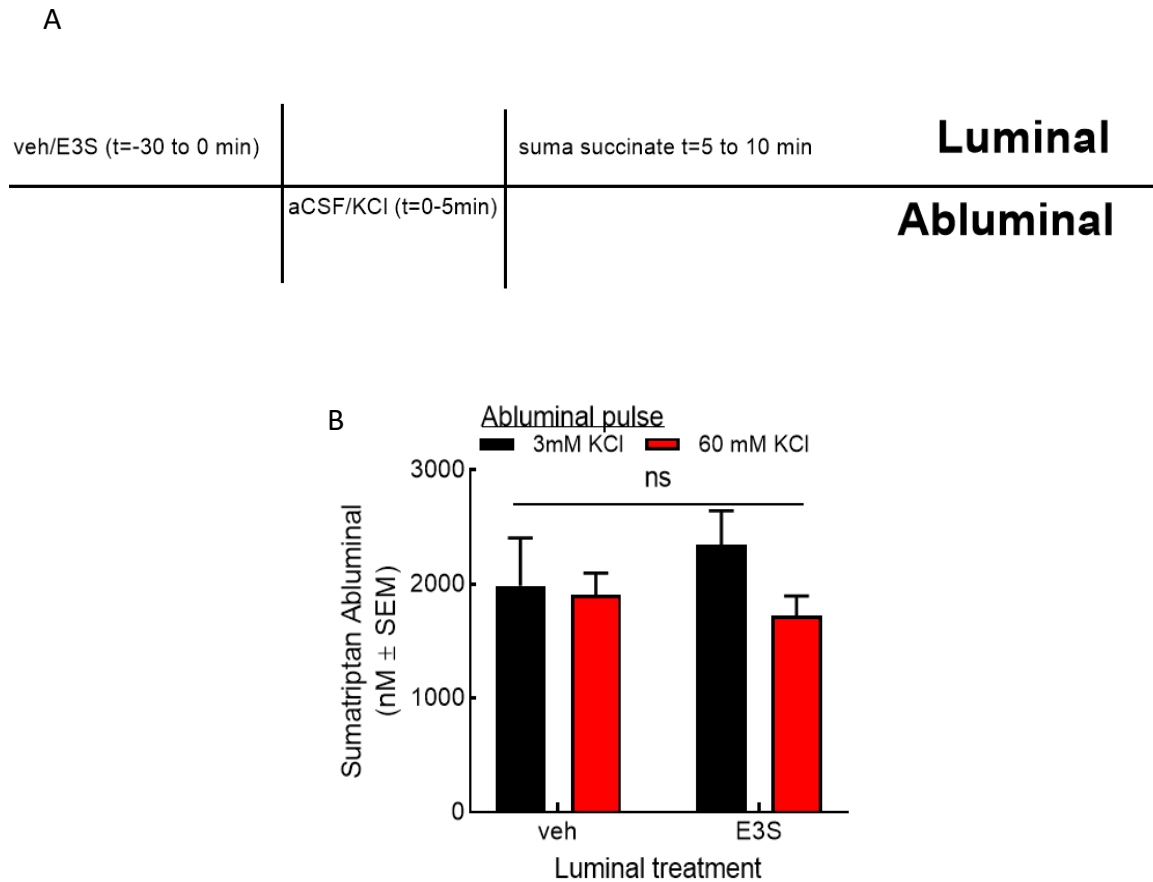 A
veh/E3S (t=-30 to 0 min)
suma succinate t=5 to 10 min
Luminal
aCSF/KCl (t=0-5min)
Abluminal
B
Abluminal pulse
3mM KCl
60 mM KCl
ns
3000
2000
1000
0
Sumatriptan Abluminal
(nM ± SEM)
veh
E3S
Luminal treatment